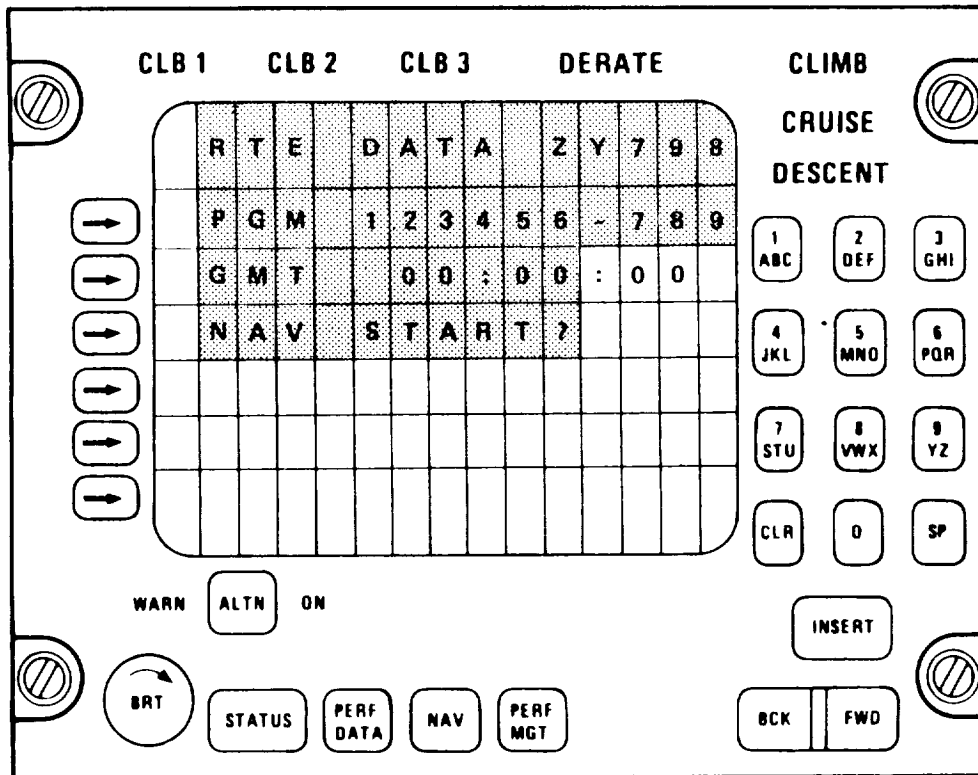 CLB 1 CLB 2 CLB 3 DERATE CLIMB
CRUISE
DESCENT
RTE DATA ZY798
PGM 123456-789
GMT 00:00:00
NAV START?
1 ABC
2 DEF
3 GHI
4 JKL
5 MNO
6 PQR
7 STU
8 VWX
9 YZ
CLR
0
SP
WARN ALTN ON
INSERT
BRT
STATUS
PERF DATA
NAV
PERF MGT
BCK
FWD